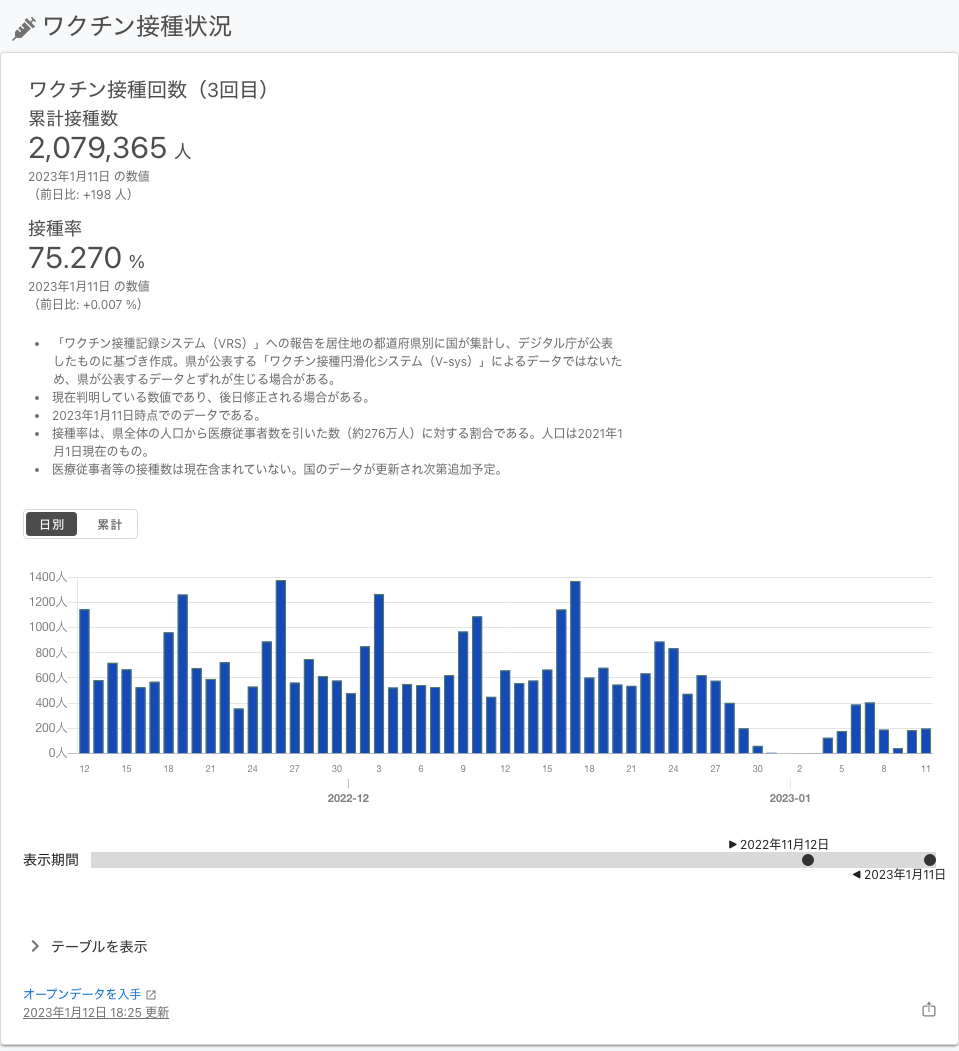 ワクチン接種状況
ワクチン接種回数（3回目）
累計接種数
2,079,365 人
2023年1月11日 の数値
（前日比: +198 人）
接種率
75.270 %
2023年1月11日 の数値
（前日比: +0.007 %）
• 「ワクチン接種記録システム（VRS）」への報告を居住地の都道府県別に国が集計し、デジタル庁が公表
したものに基づき作成。県が公表する「ワクチン接種円滑化システム（V-sys）」によるデータではないた
め、県が公表するデータとずれが生じる場合がある。
• 現在判明している数値であり、後日修正される場合がある。
• 2023年1月11日時点でのデータである。
• 接種率は、県全体の人口から医療従事者数を引いた数（約276万人）に対する割合である。人口は2021年1
月1日現在のもの。
• 医療従事者等の接種数は現在含まれていない。国のデータが更新され次第追加予定。
日別 累計
1400人
1200人
1000人
800人
600人
400人
200人
0人
12 15 18 21 24 27 30 3 6 9 12 15 18 21 24 27 30 2 5 8 11
2022-12 2023-01
▶ 2022年11月12日
表示期間
◀ 2023年1月11日
テーブルを表示
オープンデータを入手
2023年1月12日 18:25 更新